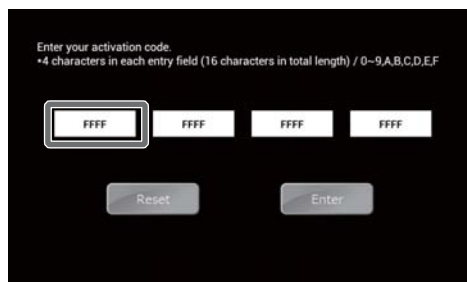 Enter your activation code.
•4 characters in each entry field (16 characters in total length) / 0~9,A,B,C,D,E,F
FFFF FFFF FFFF FFFF
Reset Enter